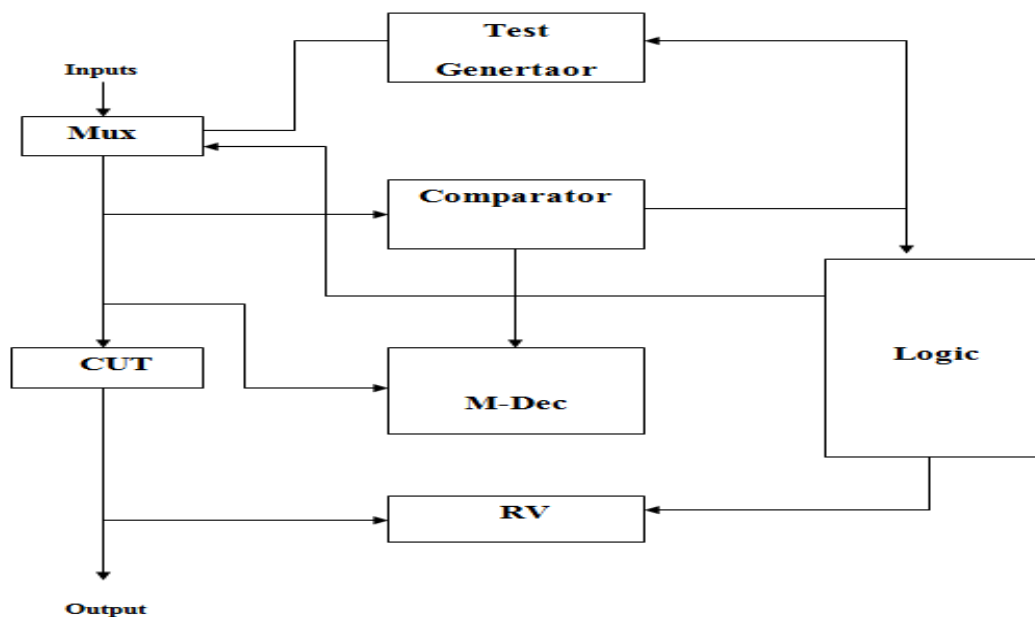 Test
Genertaor
Inputs
Mux
Comparator
Logic
CUT
M-Dec
RV
Output